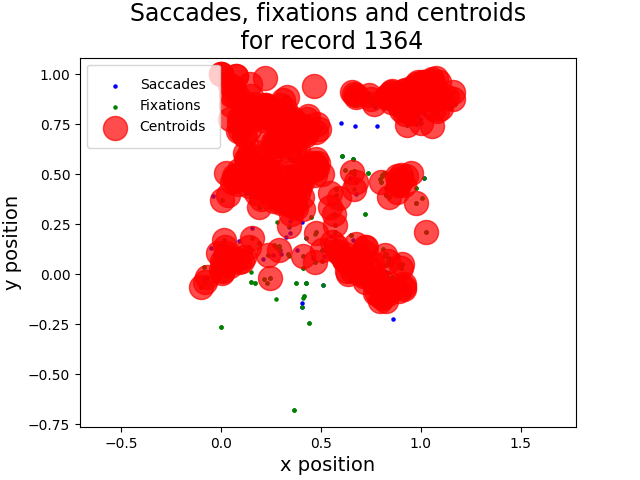 Saccades, fixations and centroids
for record 1364
Saccades
Fixations
Centroids
1.00
0.75
0.50
0.25
0.00
−0.25
−0.50
−0.75
y position
−0.5
0.0
0.5
1.0
1.5
x position